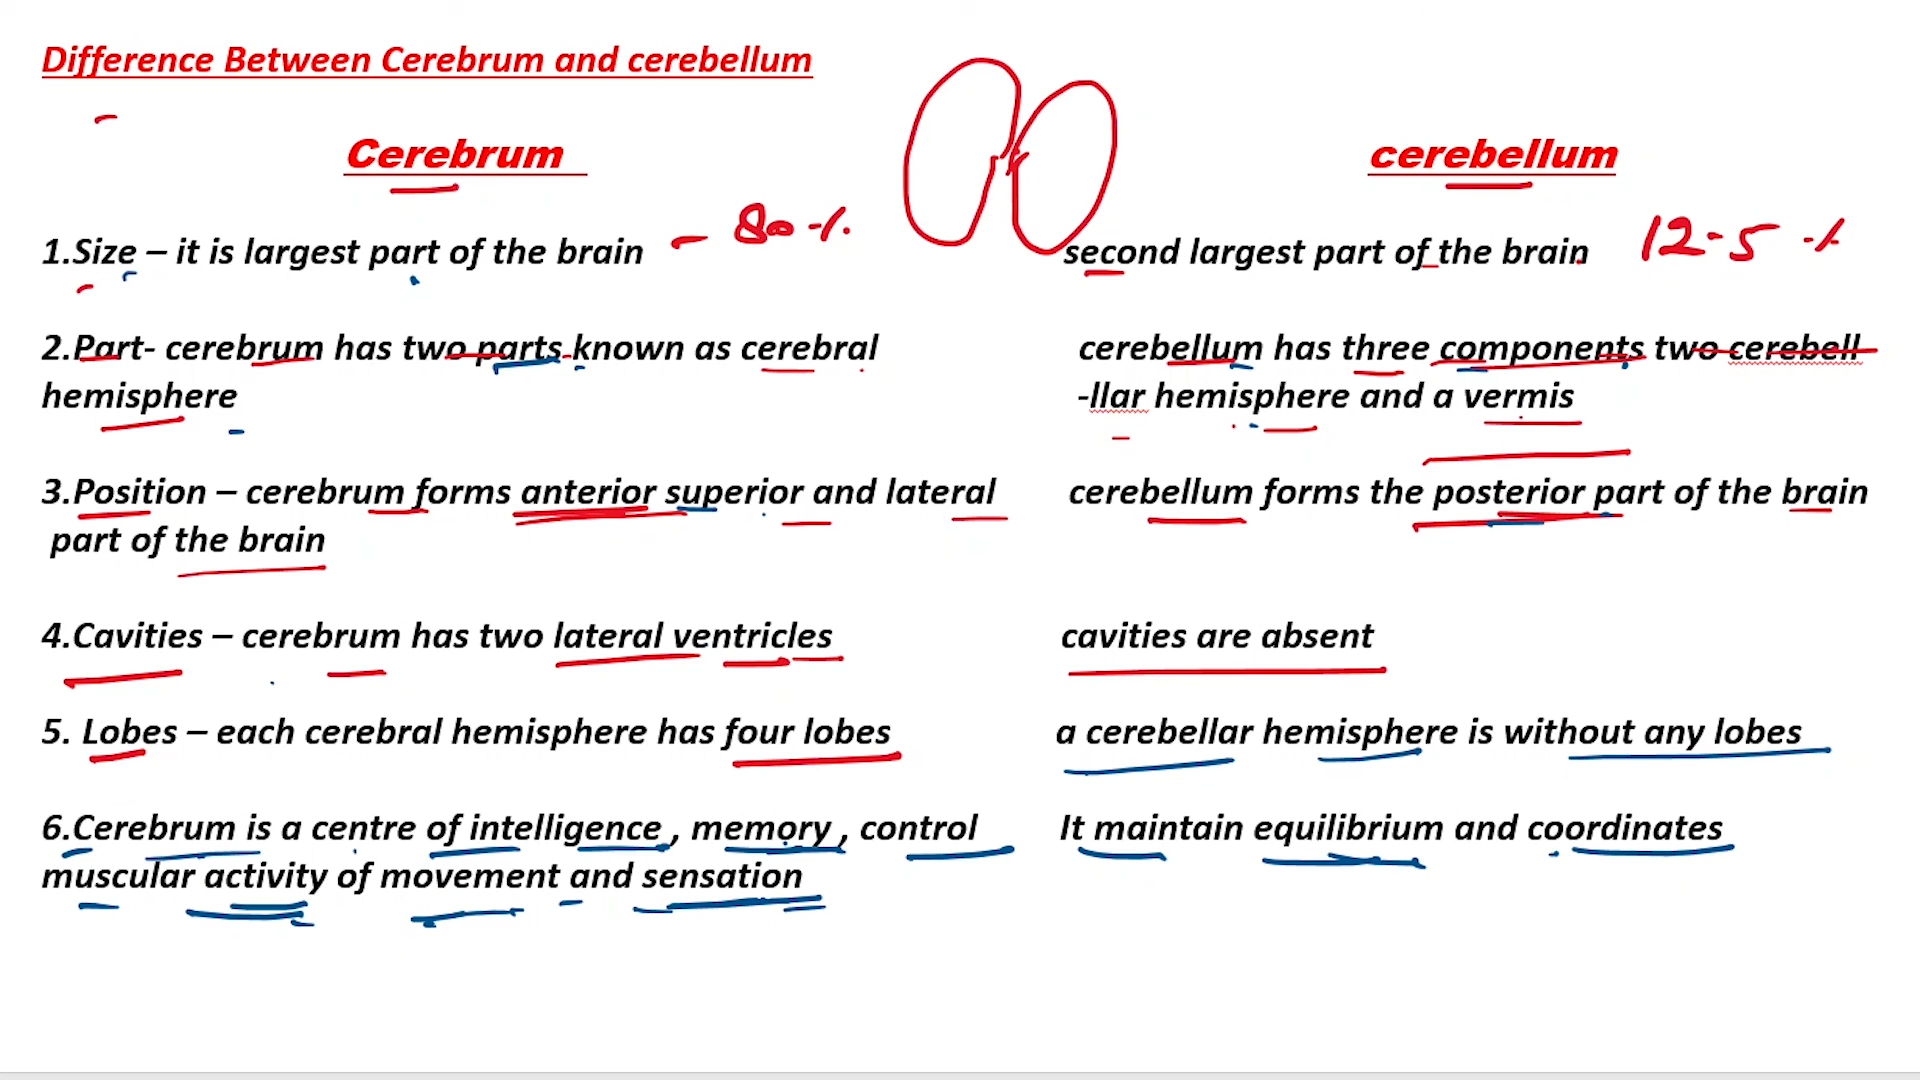 Difference Between Cerebrum and cerebellum
Cerebrum
cerebellum
1.Size – it is largest part of the brain – 80 %
second largest part of the brain 12-5 %
2.Part- cerebrum has two parts known as cerebral
hemisphere
cerebellum has three components two cerebell
-llar hemisphere and a vermis
3.Position – cerebrum forms anterior superior and lateral
part of the brain
cerebellum forms the posterior part of the brain
4.Cavities – cerebrum has two lateral ventricles
cavities are absent
5. Lobes – each cerebral hemisphere has four lobes
a cerebellar hemisphere is without any lobes
6.Cerebrum is a centre of intelligence , memory , control
muscular activity of movement and sensation
It maintain equilibrium and coordinates